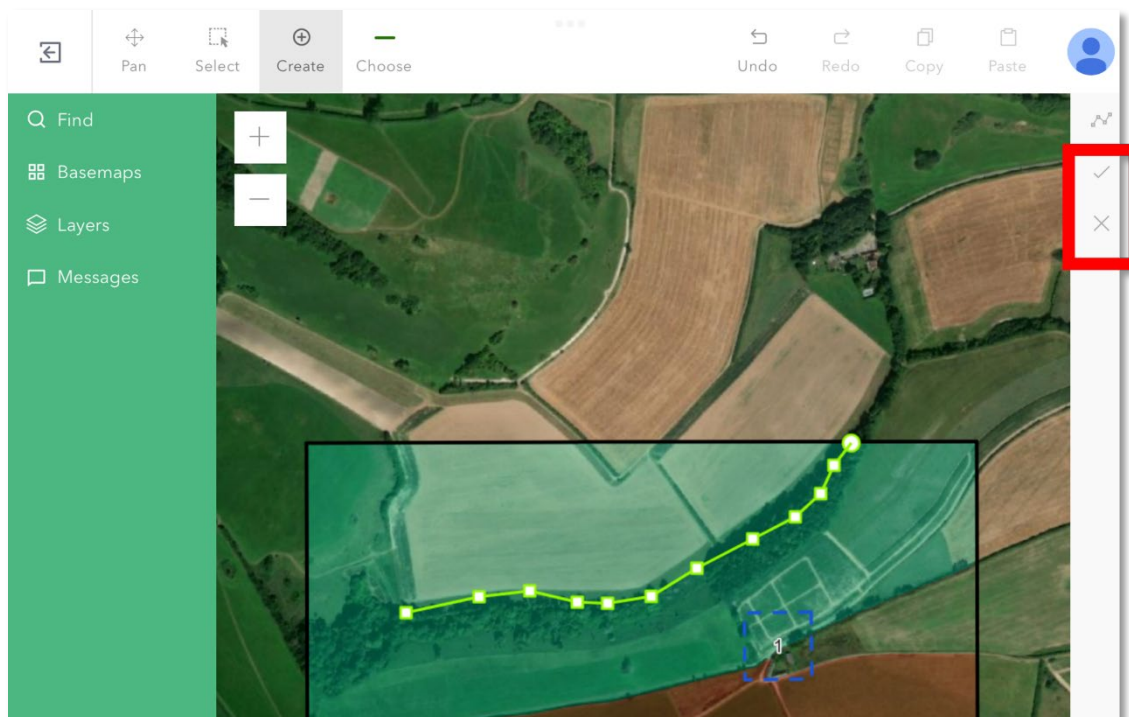 Pan
Select
Create
Choose
Undo
Redo
Copy
Paste
Find
Basemaps
Layers
Messages
1